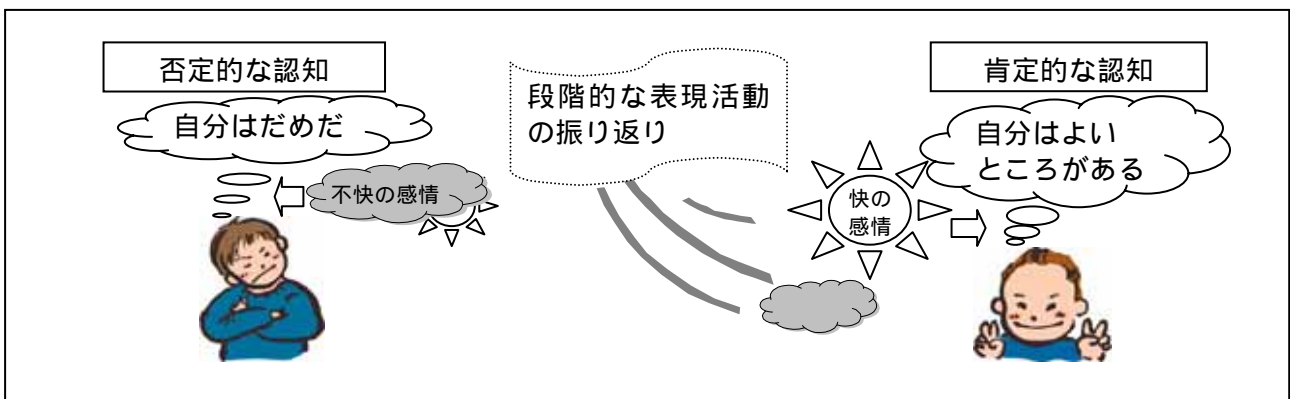 否定的な認知
自分はだめだ
不快の感情
段階的な表現活動
の振り返り
快の
感情
肯定的な認知
自分はよい
ところがある